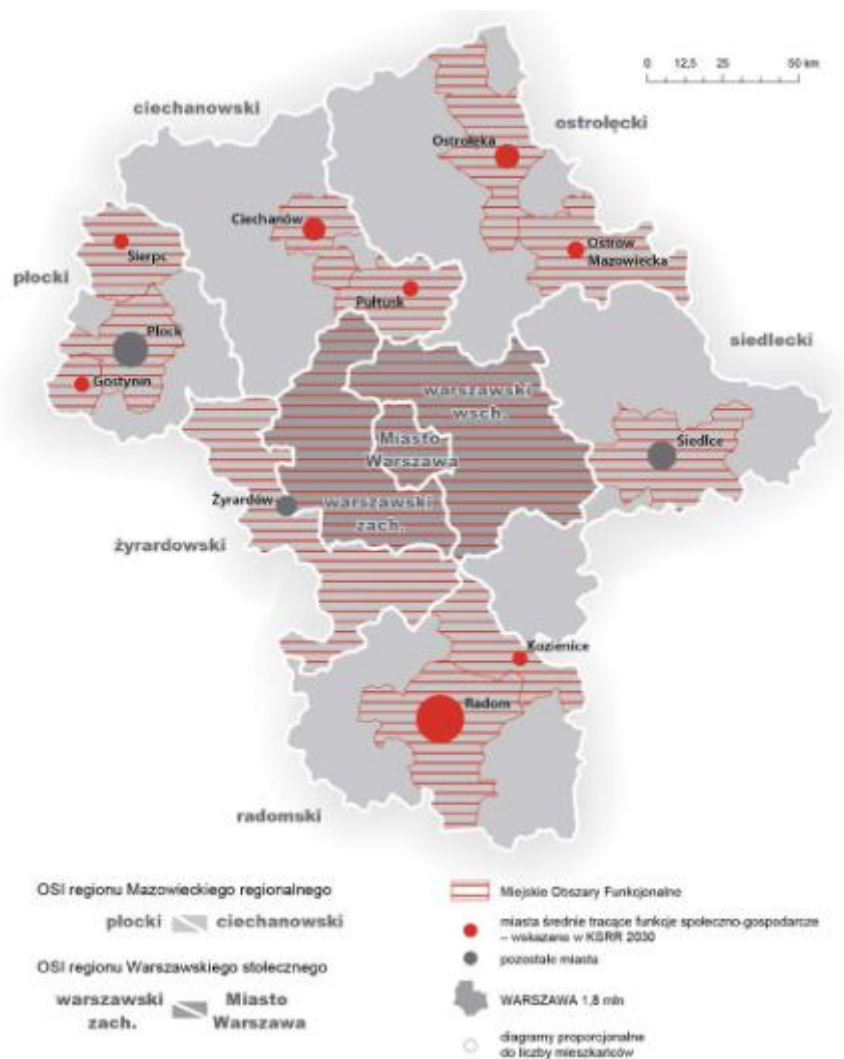 0 12,5 25 50 km
ciechanowski
ostrołęcki
Ostrołęka
Ciechanów
Sierpc
Ostrów
Mazowiecka
płocki
Pułtusk
Płock
siedlecki
Gostynin
warszawski
wsch.
Miasto
Warszawa
Siedlce
Żyrardów
warszawski
zach.
żyrardowski
Kozienice
Radom
radomski
OSI regionu Mazowieckiego regionalnego
płocki ciechanowski
OSI regionu Warszawskiego stołecznego
warszawski
zach.
Miasto
Warszawa
Miejskie Obszary Funkcjonalne
miasta średnie tracące funkcje społeczno-gospodarcze
– wskazane w KSRR 2030
pozostałe miasta
WARSZAWA 1,8 mln
diagramy proporcjonalne
do liczby mieszkańców